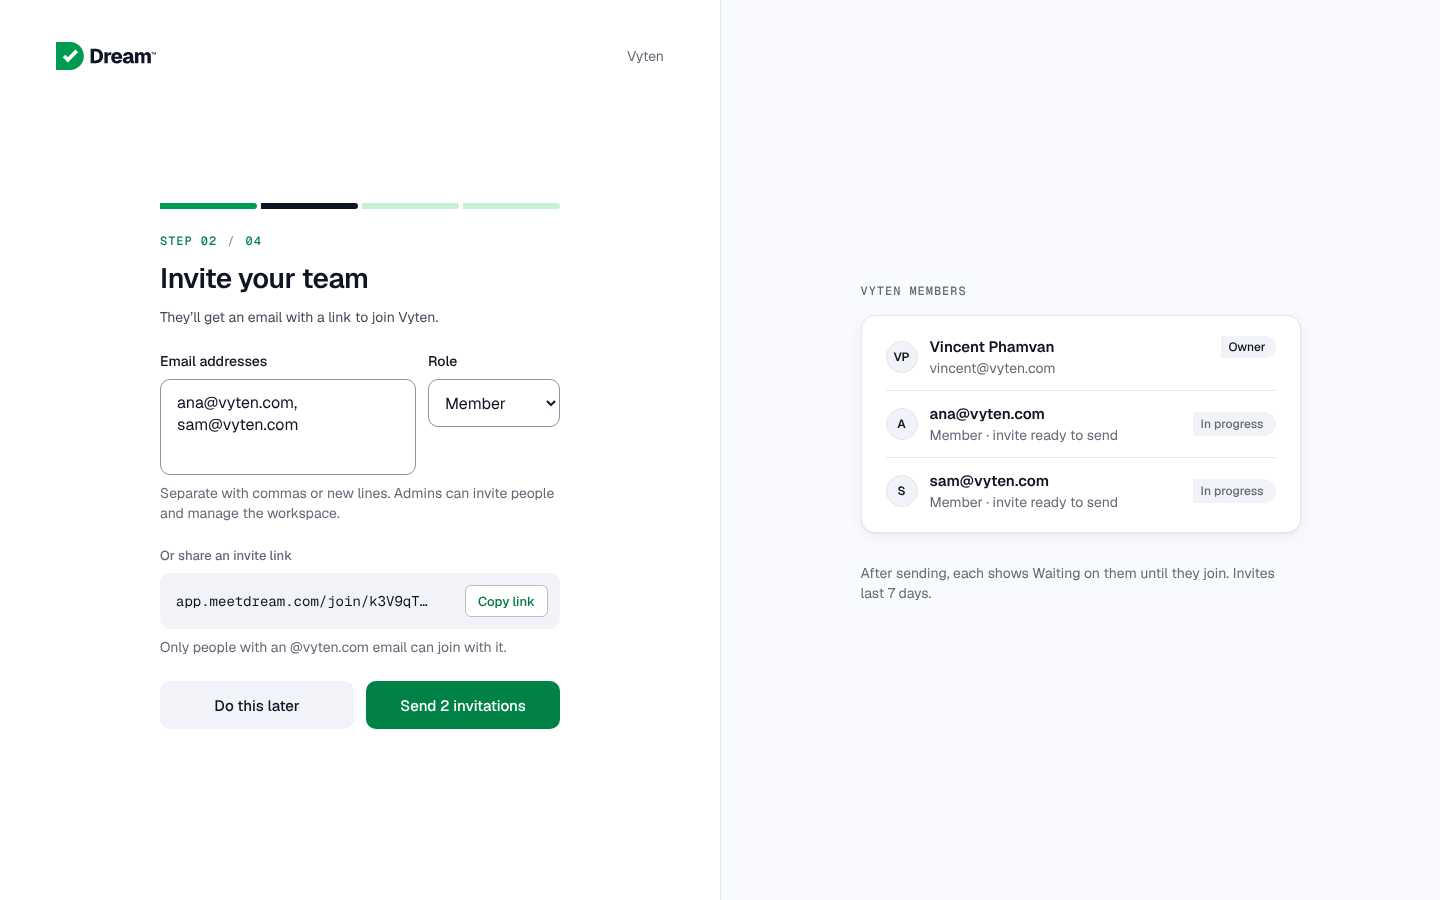 Dream™
Vyten
STEP 02 / 04
Invite your team
They'll get an email with a link to join Vyten.
Email addresses
Role
ana@vyten.com,
sam@vyten.com
Member
Separate with commas or new lines. Admins can invite people
and manage the workspace.
Or share an invite link
app.meetdream.com/join/k3V9qT…
Copy link
Only people with an @vyten.com email can join with it.
Do this later
Send 2 invitations
VYTEN MEMBERS
VP
Vincent Phamvan
Owner
vincent@vyten.com
A
ana@vyten.com
Member · invite ready to send
In progress
S
sam@vyten.com
Member · invite ready to send
In progress
After sending, each shows Waiting on them until they join. Invites
last 7 days.